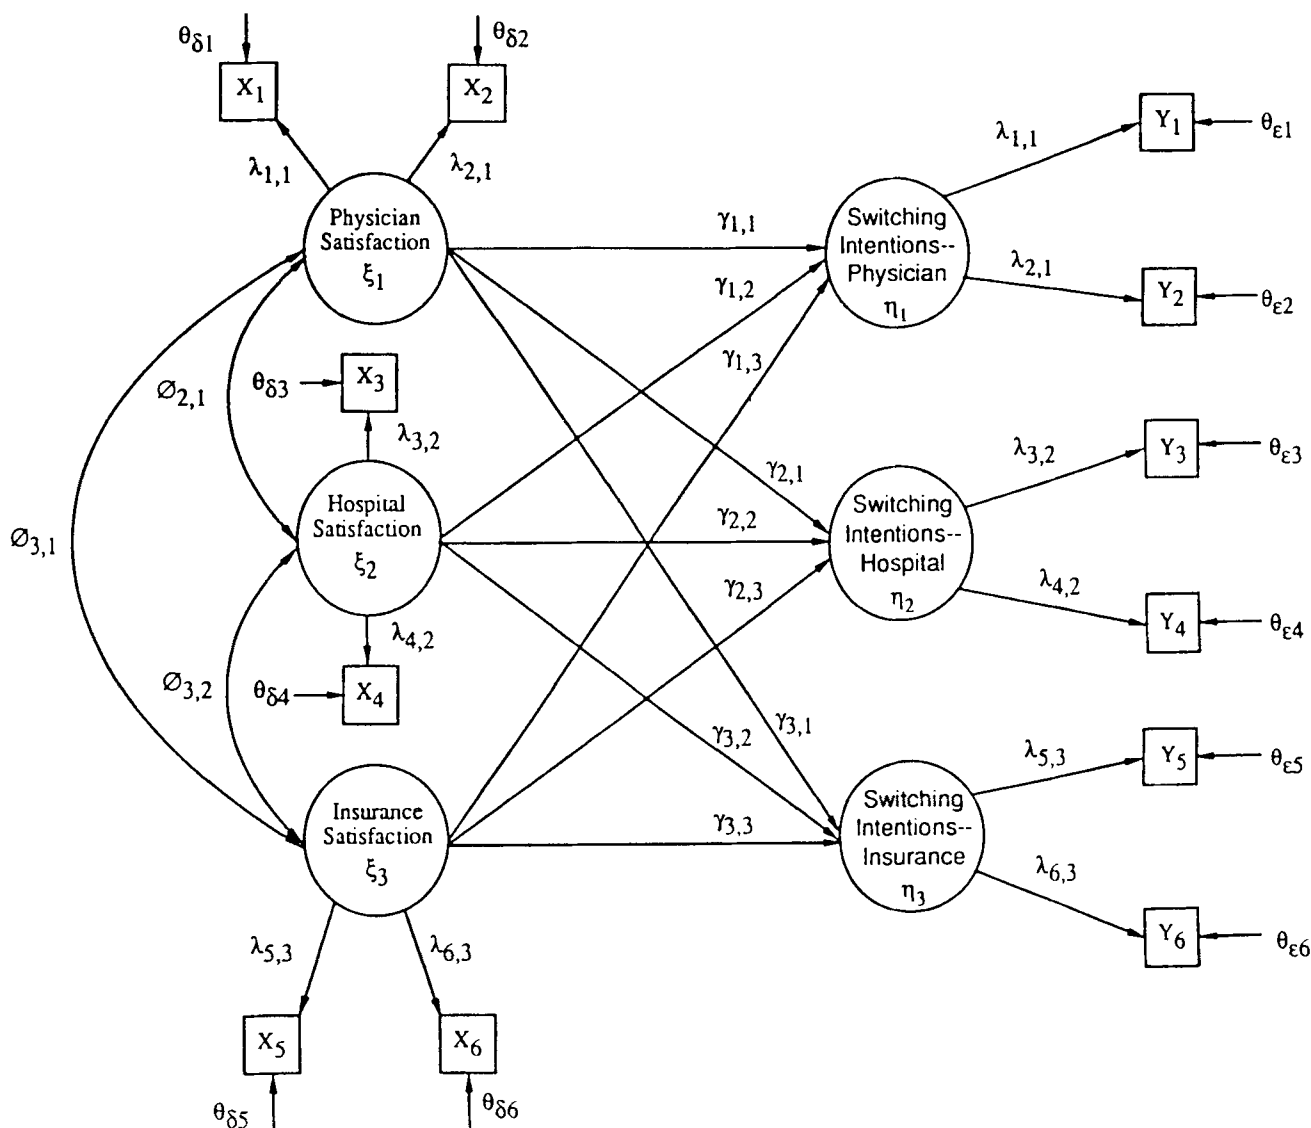 θδ1
θδ2
X1
X2
λ1,1
λ2,1
Physician
Satisfaction
ξ1
γ1,1
γ1,2
γ1,3
Switching
Intentions--
Physician
η1
λ1,1
Y1
θε1
λ2,1
Y2
θε2
∅2,1
θδ3
X3
λ3,2
Hospital
Satisfaction
ξ2
γ2,1
γ2,2
γ2,3
Switching
Intentions--
Hospital
η2
λ3,2
Y3
θε3
λ4,2
Y4
θε4
∅3,1
λ4,2
θδ4
X4
∅3,2
γ3,1
γ3,2
γ3,3
Insurance
Satisfaction
ξ3
Switching
Intentions--
Insurance
η3
λ5,3
Y5
θε5
λ6,3
Y6
θε6
λ5,3
λ6,3
X5
X6
θδ5
θδ6